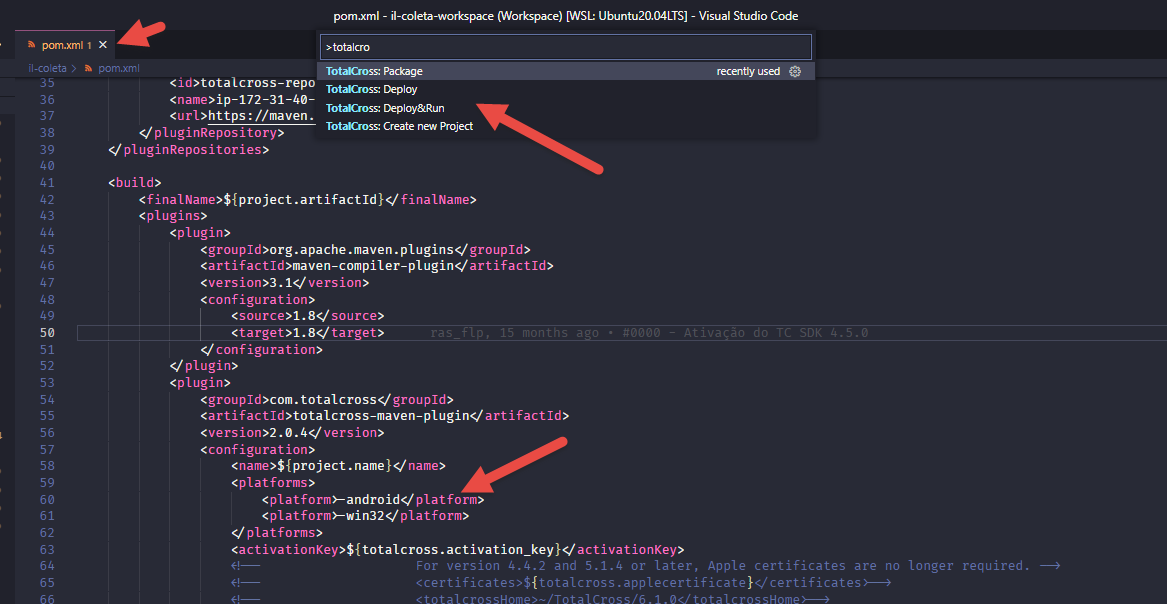 pom.xml - il-coleta-workspace (Workspace) [WSL: Ubuntu20.04LTS] - Visual Studio Code
pom.xml 1 ×
il-coleta > pom.xml
>totalcro
TotalCross: Package recently used
TotalCross: Deploy
TotalCross: Deploy&Run
TotalCross: Create new Project
35 <id>totalcross-repo
36 <name>ip-172-31-40-
37 <url>https://maven.
38 </pluginRepository>
39 </pluginRepositories>
40
41 <build>
42 <finalName>${project.artifactId}</finalName>
43 <plugins>
44 <plugin>
45 <groupId>org.apache.maven.plugins</groupId>
46 <artifactId>maven-compiler-plugin</artifactId>
47 <version>3.1</version>
48 <configuration>
49 <source>1.8</source>
50 <target>1.8</target> ras_flp, 15 months ago • #0000 - Ativação do TC SDK 4.5.0
51 </configuration>
52 </plugin>
53 <plugin>
54 <groupId>com.totalcross</groupId>
55 <artifactId>totalcross-maven-plugin</artifactId>
56 <version>2.0.4</version>
57 <configuration>
58 <name>${project.name}</name>
59 <platforms>
60 <platform>-android</platform>
61 <platform>-win32</platform>
62 </platforms>
63 <activationKey>${totalcross.activation_key}</activationKey>
64 <!-- For version 4.4.2 and 5.1.4 or later, Apple certificates are no longer required. -->
65 <!-- <certificates>${totalcross.applecertificate}</certificates>-->
66 <!-- <totalcrossHome>~/TotalCross/6.1.0</totalcrossHome>-->